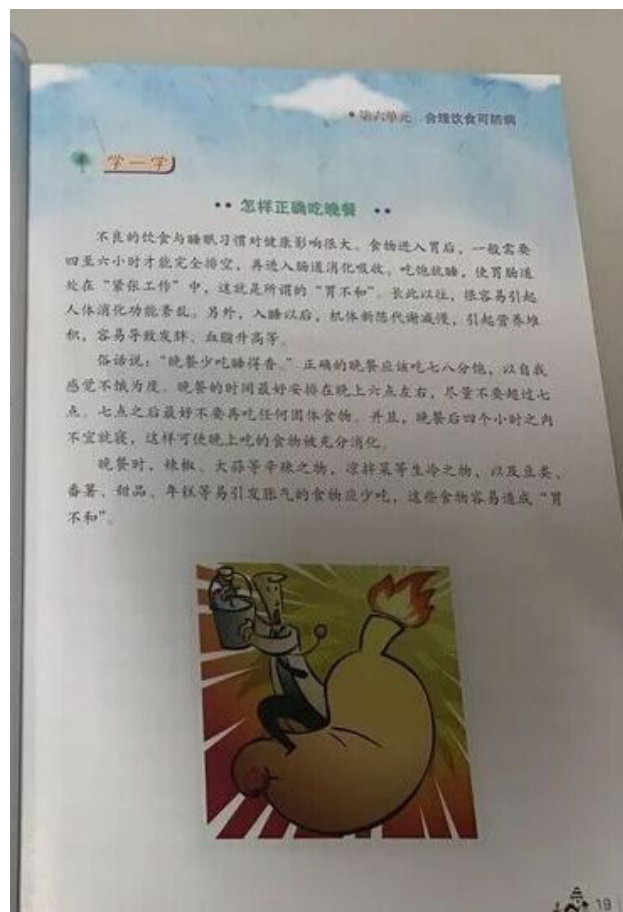 • 第六单元 合理饮食可防病
学一学
•• 怎样正确吃晚餐 ••
不良的饮食与睡眠习惯对健康影响很大。食物进入胃后，一般需要
四至六小时才能完全排空，再进入肠道消化吸收。吃饱就睡，使胃肠道
处在“紧张工作”中，这就是所谓的“胃不和”。长此以往，很容易引起
人体消化功能紊乱。另外，入睡以后，机体新陈代谢减慢，引起营养堆
积，容易导致发胖、血脂升高等。
俗话说：“晚餐少吃睡得香。”正确的晚餐应该吃七八分饱，以自我
感觉不饿为度。晚餐的时间最好安排在晚上六点左右，尽量不要超过七
点。七点之后最好不要再吃任何固体食物。并且，晚餐后四个小时之内
不宜就寝，这样可使晚上吃的食物被充分消化。
晚餐时，辣椒、大蒜等辛辣之物，凉拌菜等生冷之物，以及豆类、
番薯、甜品、年糕等易引发胀气的食物应少吃，这些食物容易造成“胃
不和”。
19